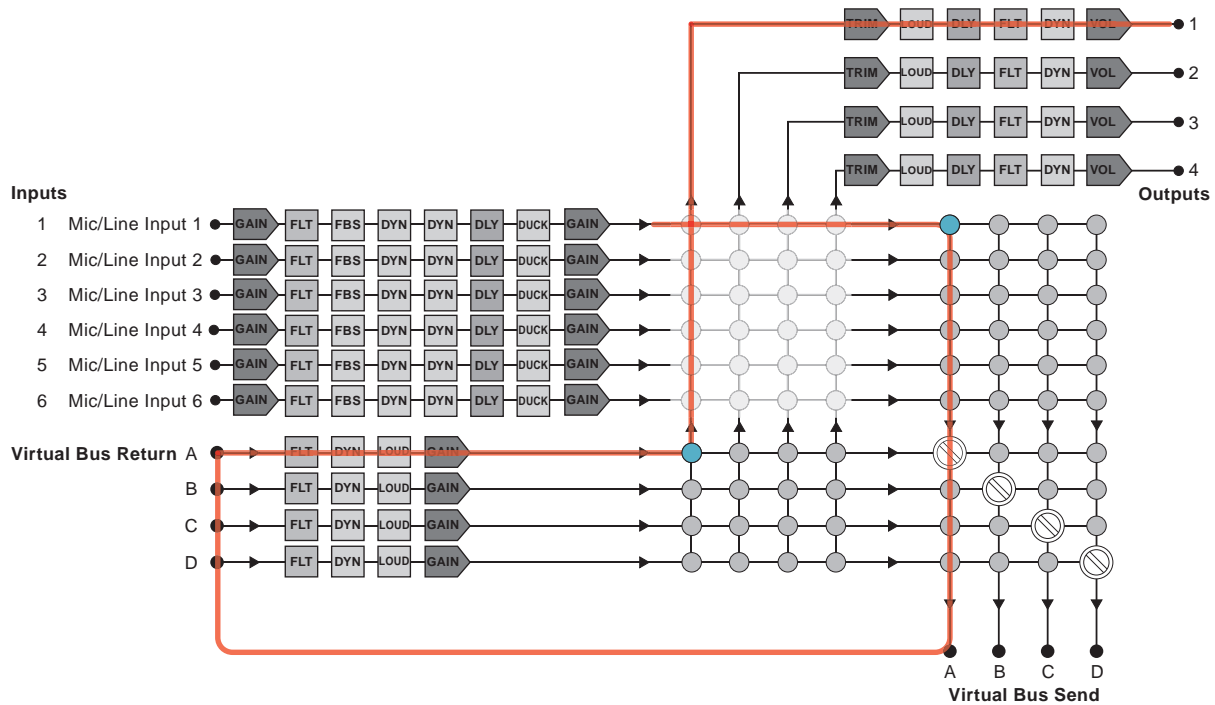 TRIM LOUD DLY FLT DYN VOL 1
TRIM LOUD DLY FLT DYN VOL 2
TRIM LOUD DLY FLT DYN VOL 3
TRIM LOUD DLY FLT DYN VOL 4
Inputs
Outputs
1 Mic/Line Input 1 GAIN FLT FBS DYN DYN DLY DUCK GAIN
2 Mic/Line Input 2 GAIN FLT FBS DYN DYN DLY DUCK GAIN
3 Mic/Line Input 3 GAIN FLT FBS DYN DYN DLY DUCK GAIN
4 Mic/Line Input 4 GAIN FLT FBS DYN DYN DLY DUCK GAIN
5 Mic/Line Input 5 GAIN FLT FBS DYN DYN DLY DUCK GAIN
6 Mic/Line Input 6 GAIN FLT FBS DYN DYN DLY DUCK GAIN
Virtual Bus Return A FLT DYN LOUD GAIN
B FLT DYN LOUD GAIN
C FLT DYN LOUD GAIN
D FLT DYN LOUD GAIN
A B C D
Virtual Bus Send